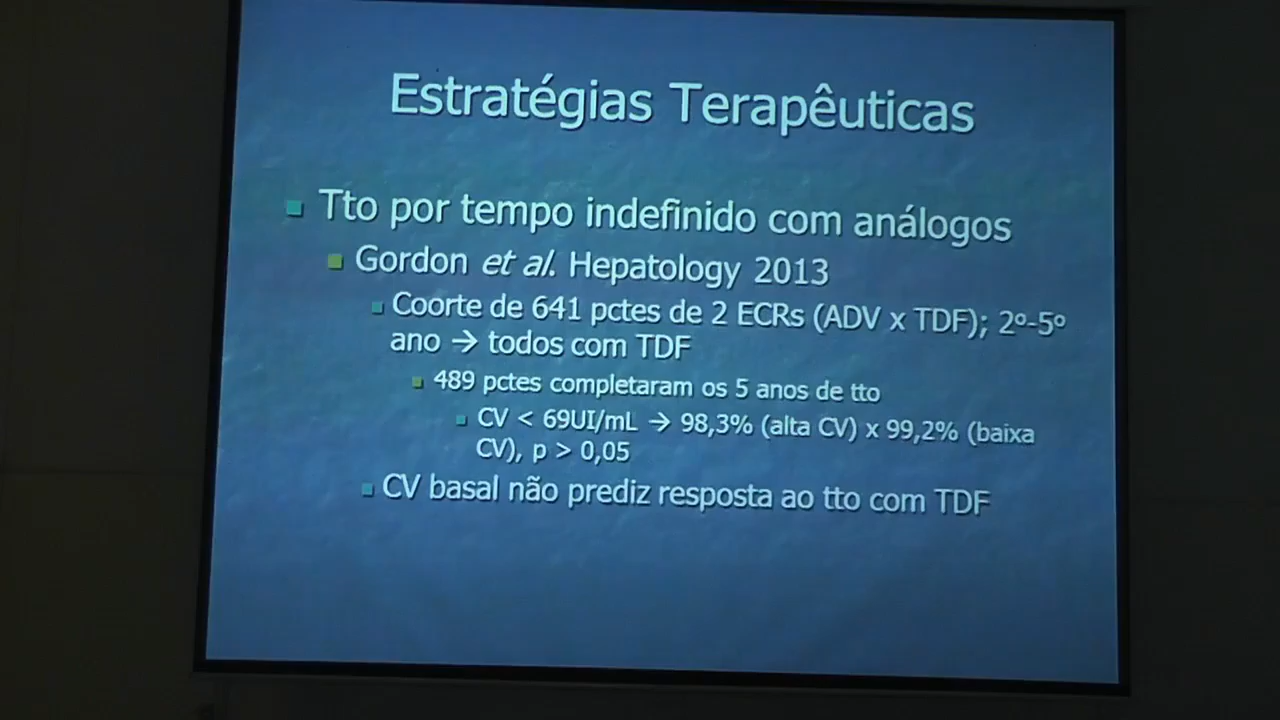 Estratégias Terapêuticas
Tto por tempo indefinido com análogos
Gordon et al. Hepatology 2013
Coorte de 641 pctes de 2 ECRs (ADV x TDF); 2º-5º
ano → todos com TDF
489 pctes completaram os 5 anos de tto
CV < 69UI/mL → 98,3% (alta CV) x 99,2% (baixa
CV), p > 0,05
CV basal não prediz resposta ao tto com TDF